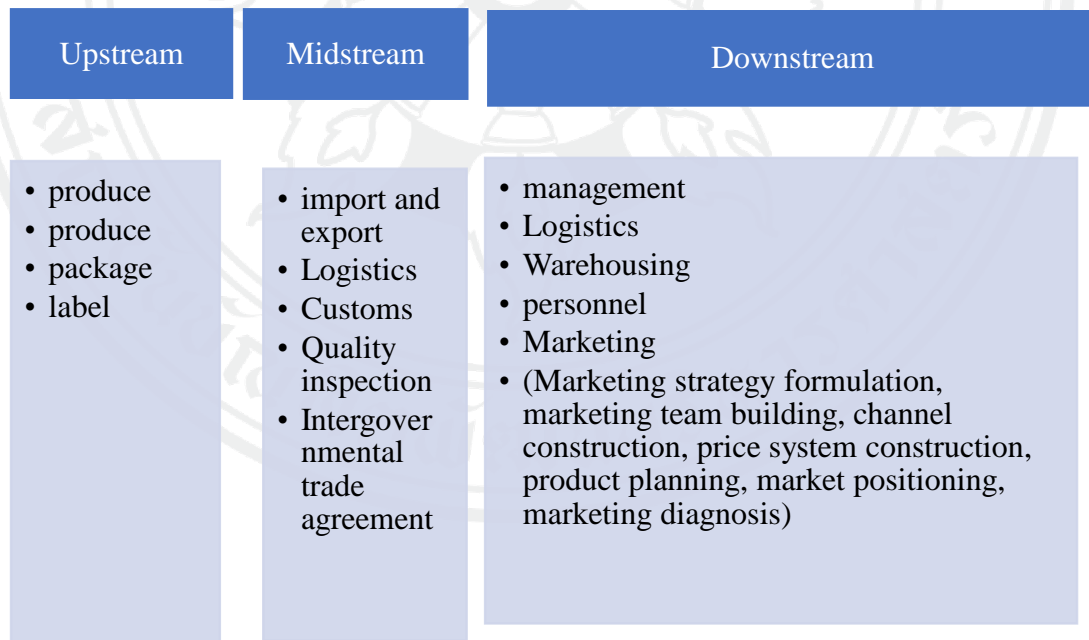 Upstream
Midstream
Downstream
• produce
• produce
• package
• label
• import and
export
• Logistics
• Customs
• Quality
inspection
• Intergover
nmental
trade
agreement
• management
• Logistics
• Warehousing
• personnel
• Marketing
• (Marketing strategy formulation,
marketing team building, channel
construction, price system construction,
product planning, market positioning,
marketing diagnosis)